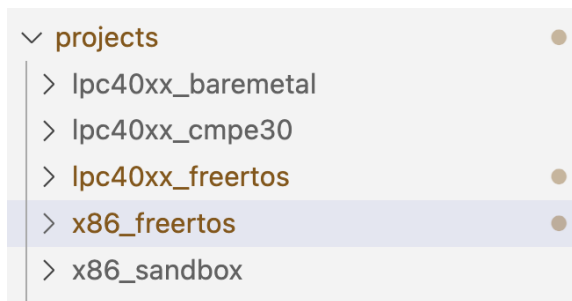 projects
lpc40xx_baremetal
lpc40xx_cmpe30
lpc40xx_freertos
x86_freertos
x86_sandbox